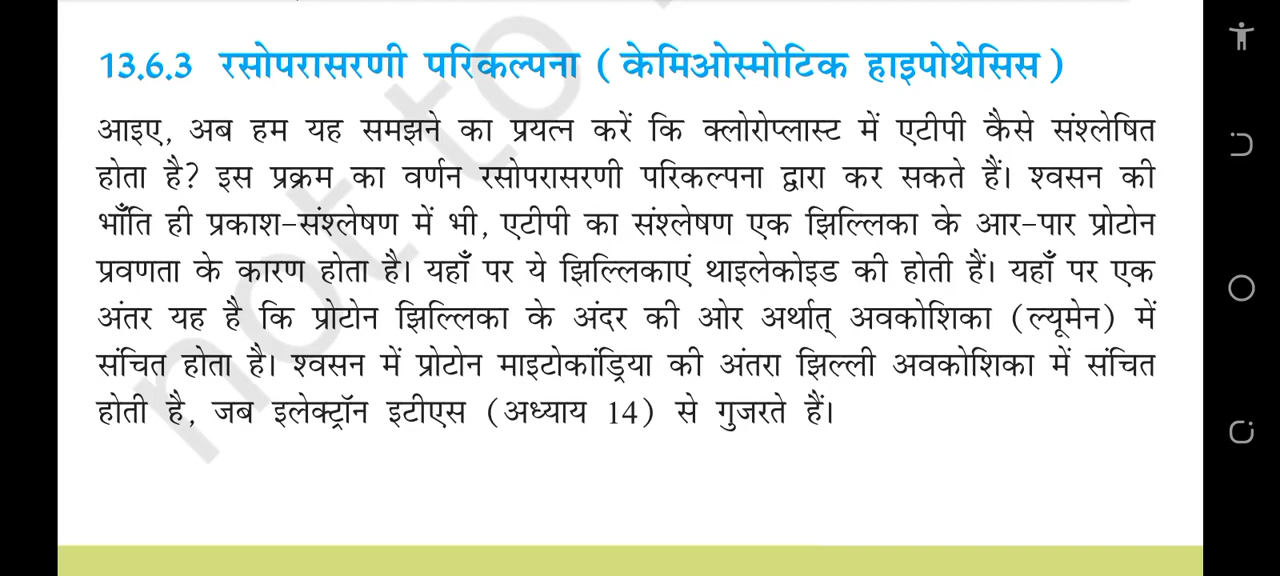 13.6.3 रसोपरासरणी परिकल्पना ( केमिओस्मोटिक हाइपोथेसिस )
आइए, अब हम यह समझने का प्रयत्न करें कि क्लोरोप्लास्ट में एटीपी कैसे संश्लेषित
होता है? इस प्रक्रम का वर्णन रसोपरासरणी परिकल्पना द्वारा कर सकते हैं। श्वसन की
भाँति ही प्रकाश-संश्लेषण में भी, एटीपी का संश्लेषण एक झिल्लिका के आर-पार प्रोटोन
प्रवणता के कारण होता है। यहाँ पर ये झिल्लिकाएं थाइलेकोइड की होती हैं। यहाँ पर एक
अंतर यह है कि प्रोटोन झिल्लिका के अंदर की ओर अर्थात् अवकोशिका (ल्यूमेन) में
संचित होता है। श्वसन में प्रोटोन माइटोकांड्रिया की अंतरा झिल्ली अवकोशिका में संचित
होती है, जब इलेक्ट्रॉन इटीएस (अध्याय 14) से गुजरते हैं।
not to